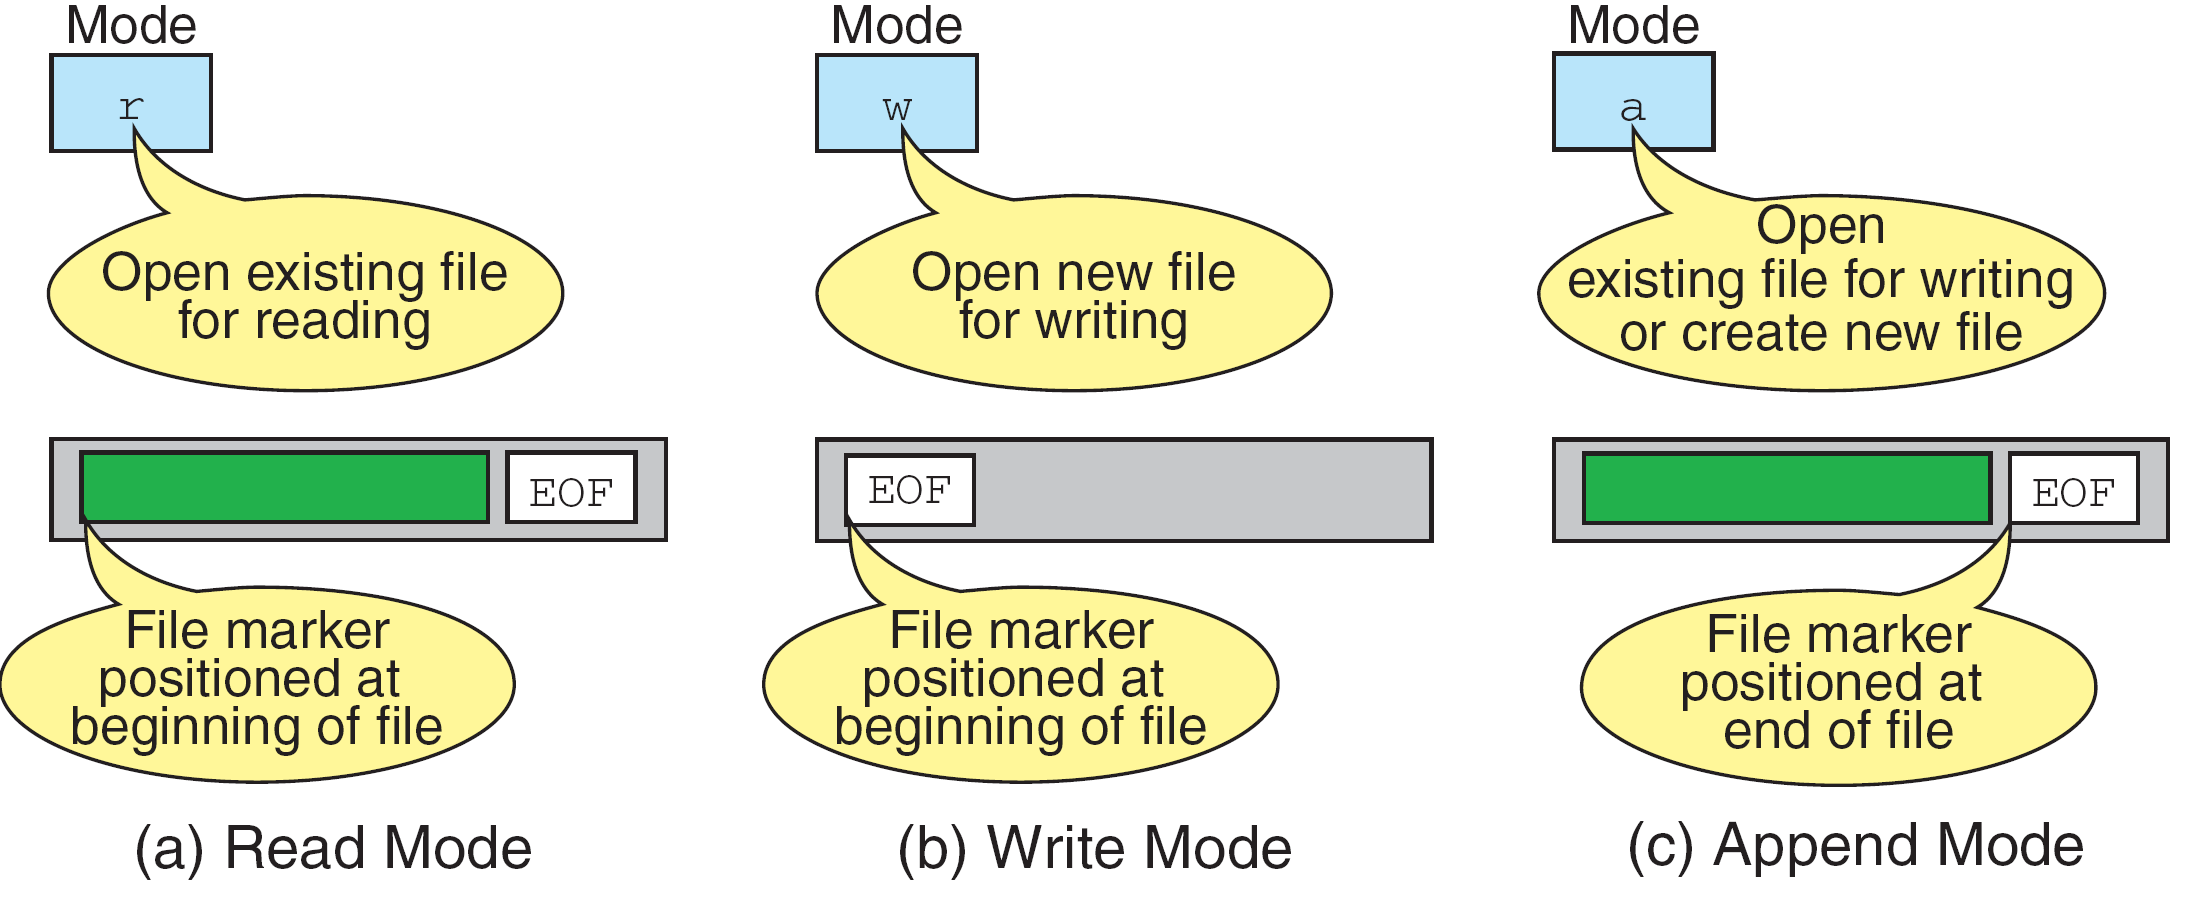 Mode
r
Open existing file
for reading
EOF
File marker
positioned at
beginning of file
(a) Read Mode
Mode
w
Open new file
for writing
EOF
File marker
positioned at
beginning of file
(b) Write Mode
Mode
a
Open
existing file for writing
or create new file
EOF
File marker
positioned at
end of file
(c) Append Mode